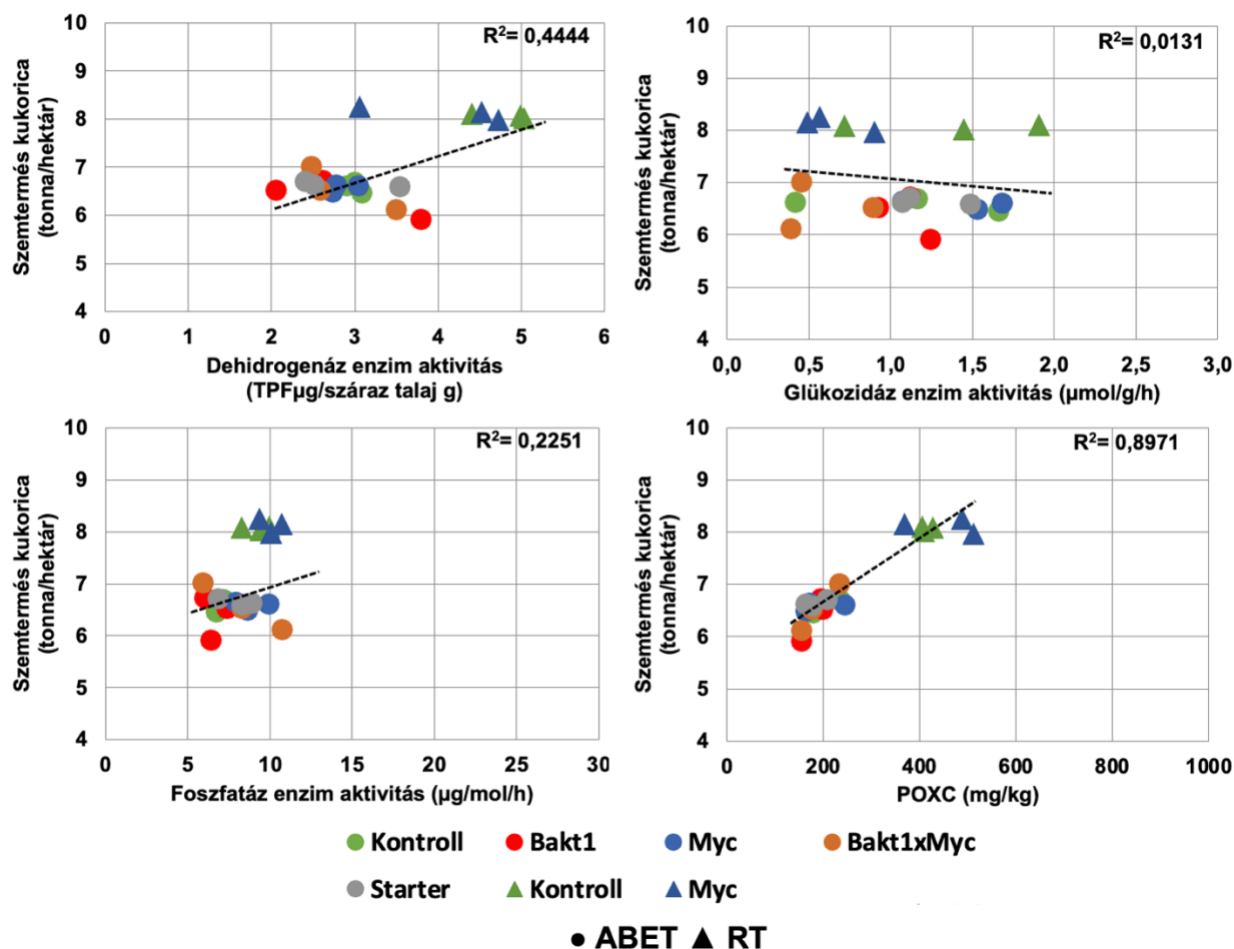 R²= 0,4444
Szemtermés kukorica
(tonna/hektár)
10
9
8
7
6
5
4
0 1 2 3 4 5 6
Dehidrogenáz enzim aktivitás
(TPFµg/száraz talaj g)
R²= 0,0131
Szemtermés kukorica
(tonna/hektár)
10
9
8
7
6
5
4
0,0 0,5 1,0 1,5 2,0 2,5 3,0
Glükozidáz enzim aktivitás (µmol/g/h)
R²= 0,2251
Szemtermés kukorica
(tonna/hektár)
10
9
8
7
6
5
4
0 5 10 15 20 25 30
Foszfatáz enzim aktivitás (µg/mol/h)
R²= 0,8971
Szemtermés kukorica
(tonna/hektár)
10
9
8
7
6
5
4
0 200 400 600 800 1000
POXC (mg/kg)
Kontroll Bakt1 Myc Bakt1xMyc
Starter Kontroll Myc
ABET RT